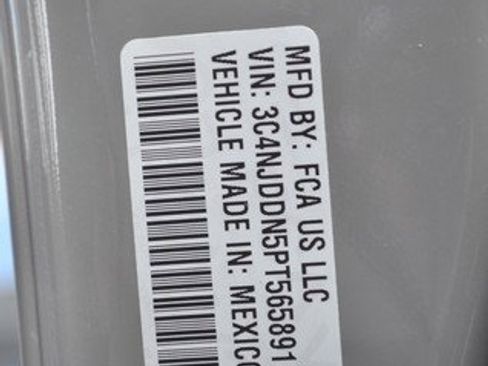 MFD BY: FCA US LLC
VIN: 3C4NJDDN5PT565891
VEHICLE MADE IN: MEXICO